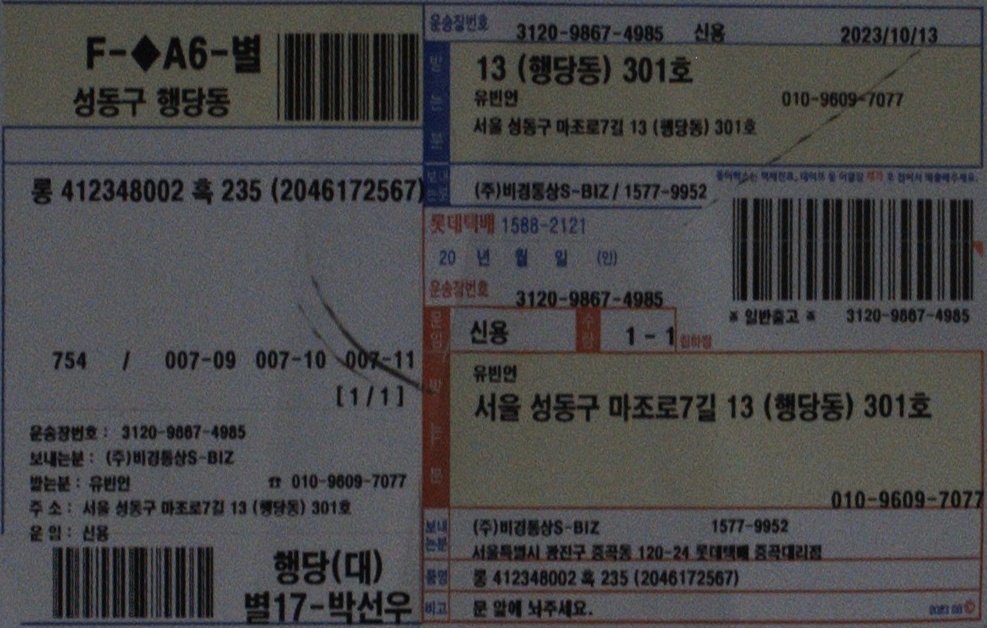 F-◆A6-별
성동구 행당동
롱 412348002 흑 235 (2046172567)
754 / 007-09 007-10 007-11
[1/1]
운송장번호 : 3120-9867-4985
보내는분 : (주)비경통상S-BIZ
받는분 : 유빈언 ☎ 010-9609-7077
주 소 : 서울 성동구 마조로7길 13 (행당동) 301호
운 임 : 신용
행당(대)
별17-박선우
운송장번호 3120-9867-4985 신용 2023/10/13
받는분
13 (행당동) 301호
유빈언 010-9609-7077
서울 성동구 마조로7길 13 (행당동) 301호
보내는분 (주)비경통상S-BIZ / 1577-9952
롯데택배 1588-2121
20 년 월 일 (인)
운송장번호 3120-9867-4985
※ 일반출고 ※ 3120-9867-4985
운임 신용 수량 1 - 1
받는분
유빈언
서울 성동구 마조로7길 13 (행당동) 301호
010-9609-7077
보내는분 (주)비경통상S-BIZ 1577-9952
서울특별시 광진구 중곡동 120-24 롯데택배 중곡대리점
품명 롱 412348002 흑 235 (2046172567)
비고 문 앞에 놔주세요.